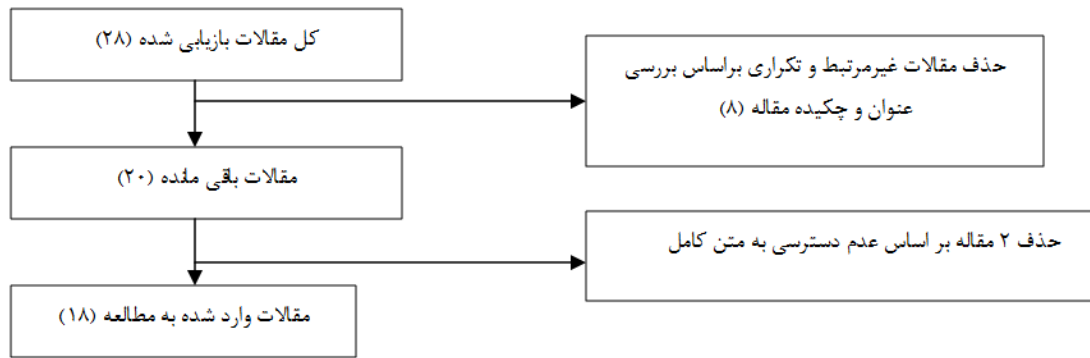 کل مقالات بازیابی شده (۲۸)
حذف مقالات غیرمرتبط و تکراری براساس بررسی
عنوان و چکیده مقاله (۸)
مقالات باقی مانده (۲۰)
حذف ۲ مقاله بر اساس عدم دسترسی به متن کامل
مقالات وارد شده به مطالعه (۱۸)